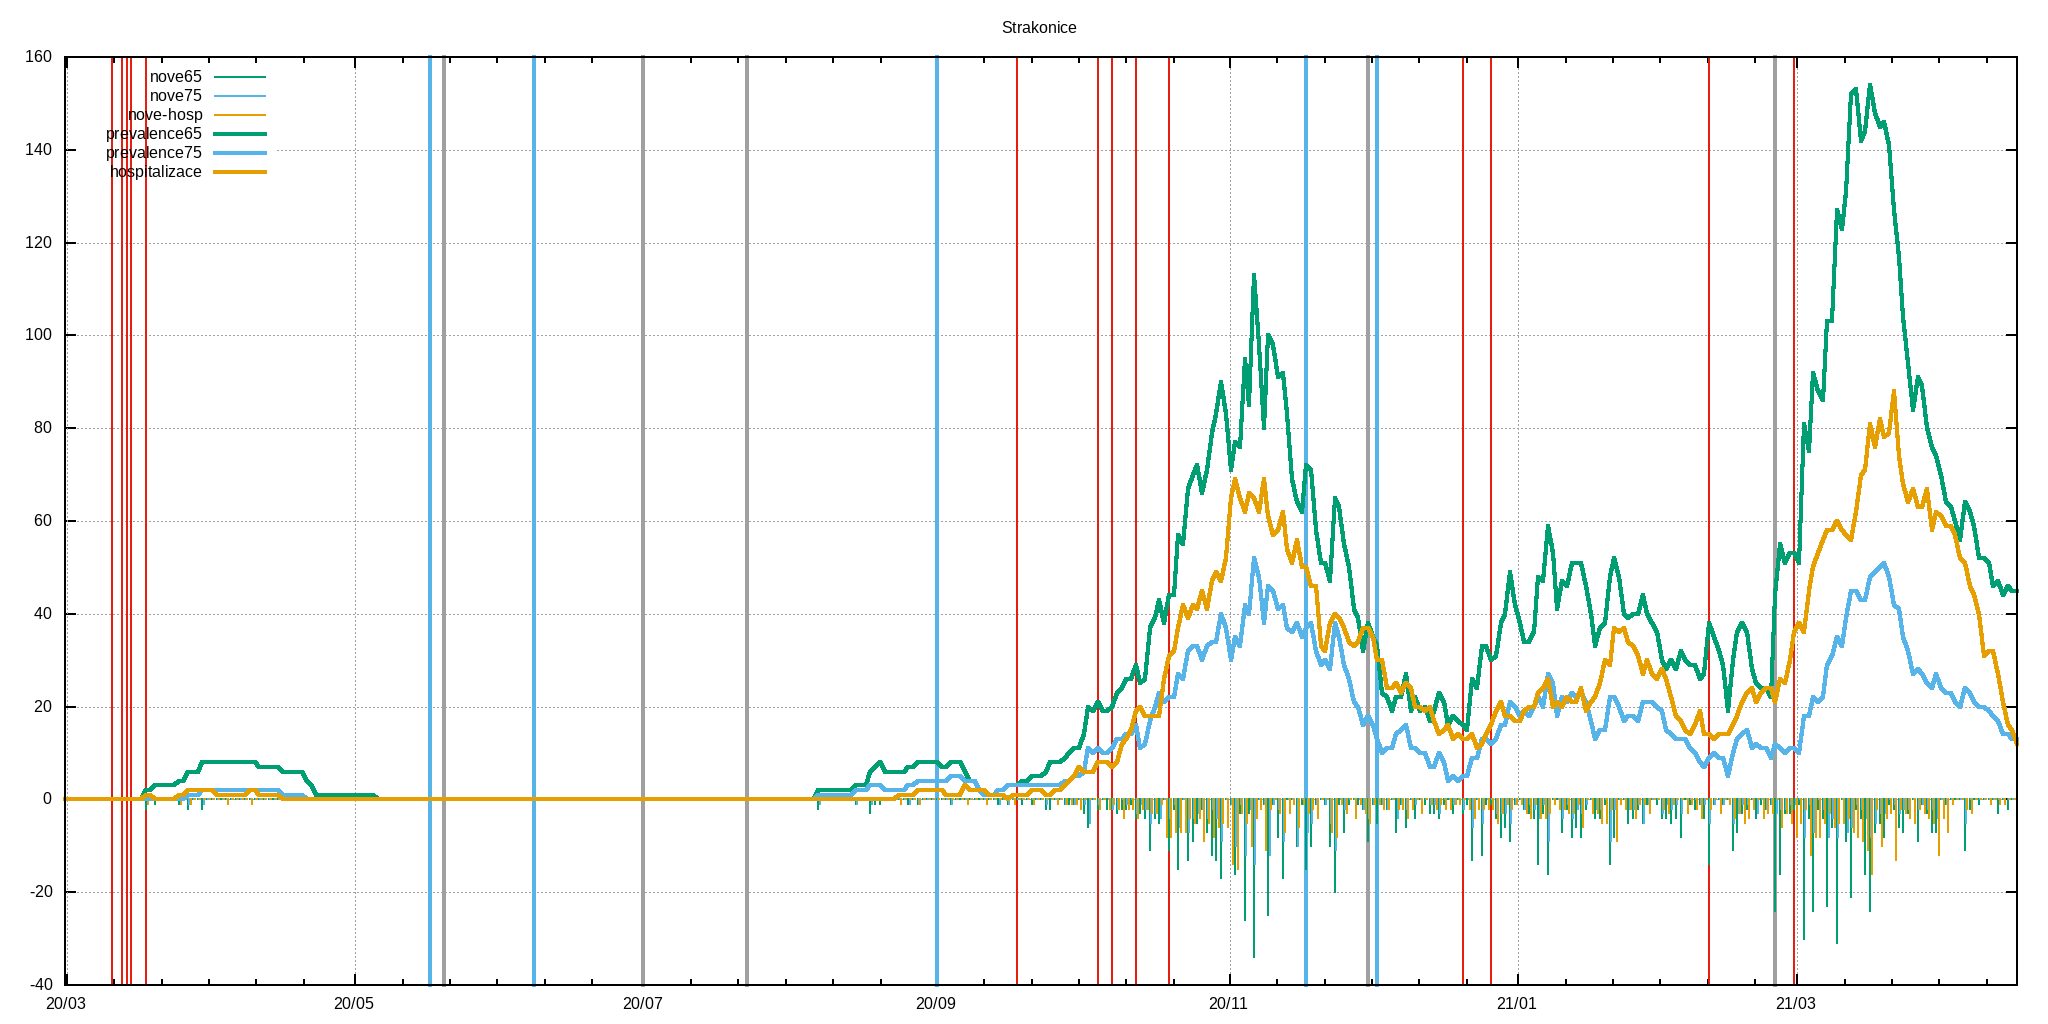 Strakonice
160
140
120
100
80
60
40
20
0
-20
-40
nove65
nove75
nove-hosp
prevalence65
prevalence75
hospitalizace
20/03 20/05 20/07 20/09 20/11 21/01 21/03